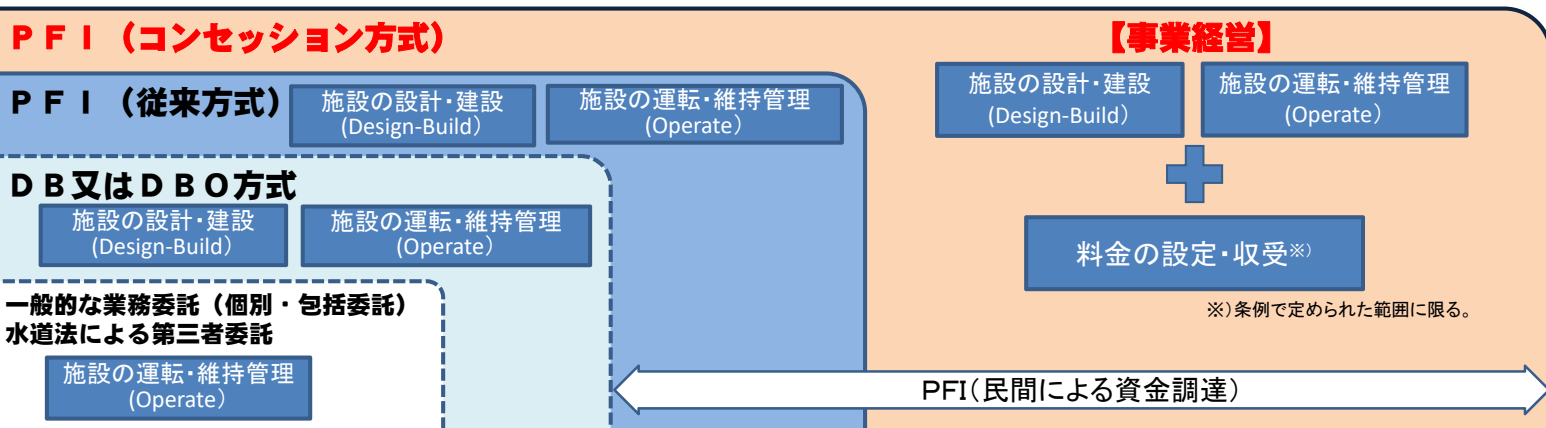 ＰＦＩ（コンセッション方式）
【事業経営】
施設の設計・建設
(Design-Build）
施設の運転・維持管理
(Operate）
料金の設定・収受※）
※）条例で定められた範囲に限る。
ＰＦＩ（従来方式）
施設の設計・建設
(Design-Build）
施設の運転・維持管理
(Operate）
ＤＢ又はＤＢＯ方式
施設の設計・建設
(Design-Build）
施設の運転・維持管理
(Operate）
一般的な業務委託（個別・包括委託）
水道法による第三者委託
施設の運転・維持管理
(Operate）
PFI（民間による資金調達）